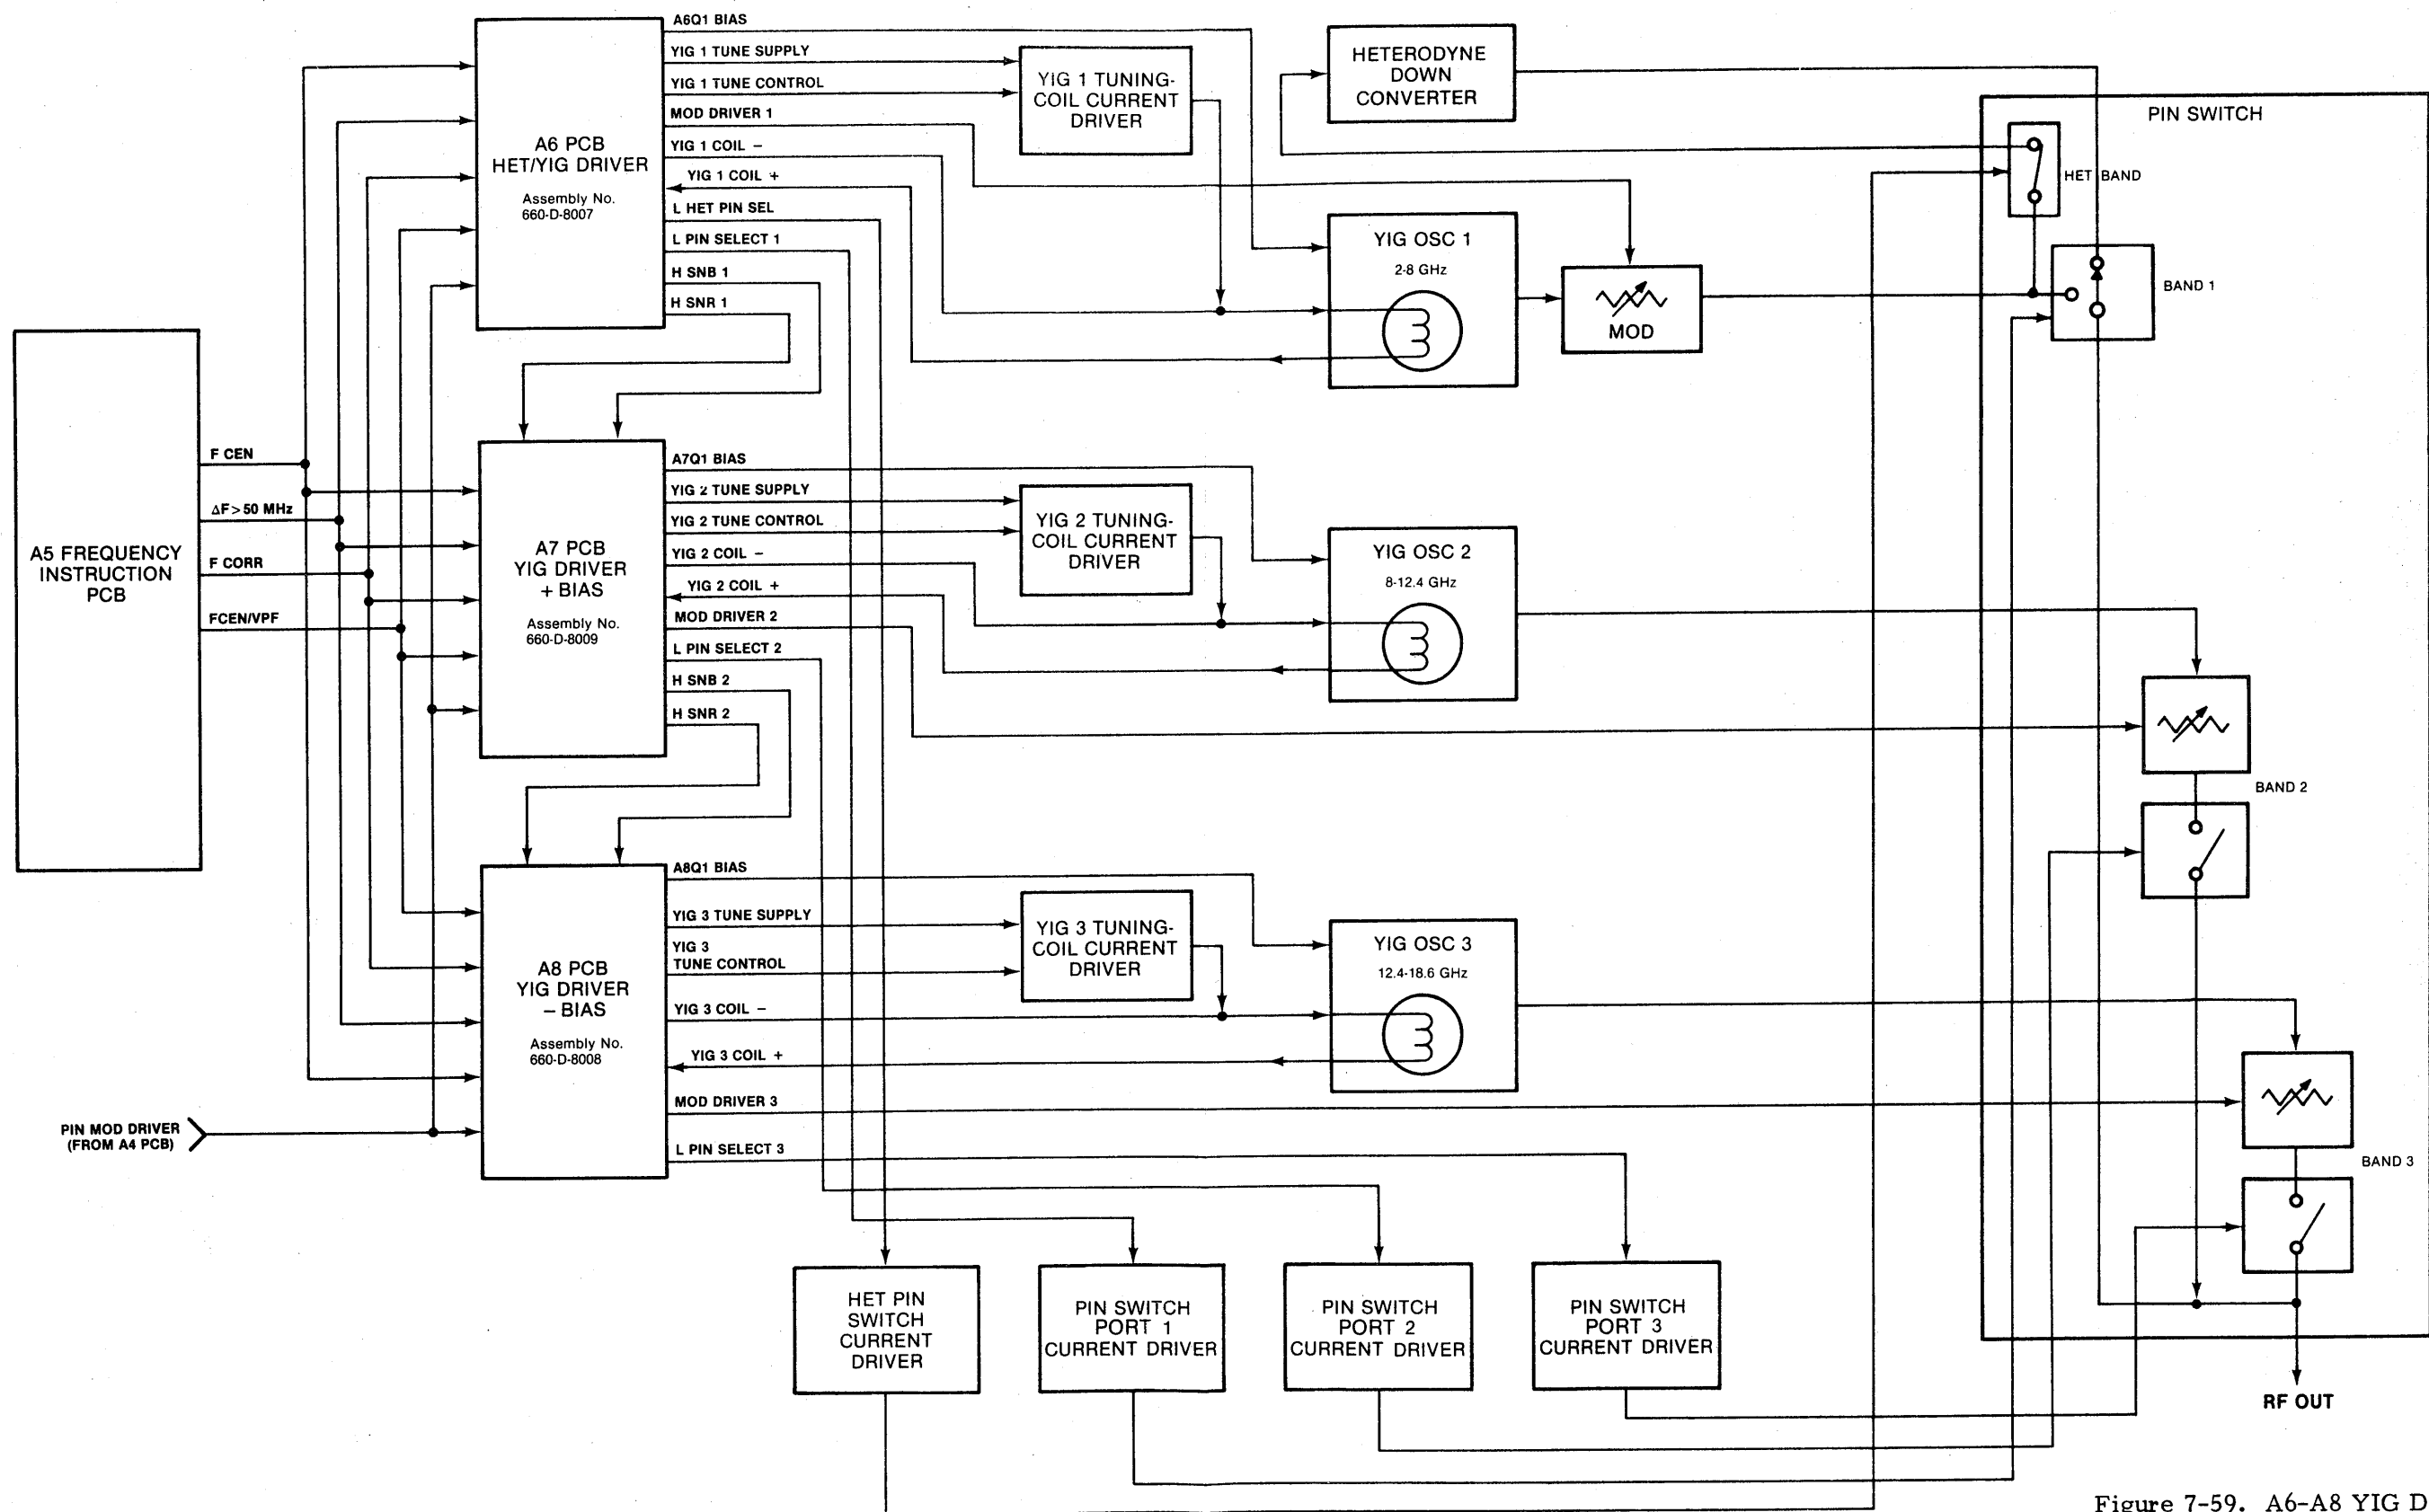 A5 FREQUENCY
INSTRUCTION
PCB
F CEN
ΔF > 50 MHz
F CORR
FCEN/VPF
PIN MOD DRIVER
(FROM A4 PCB)
A6 PCB
HET/YIG DRIVER
Assembly No.
660-D-8007
A6Q1 BIAS
YIG 1 TUNE SUPPLY
YIG 1 TUNE CONTROL
MOD DRIVER 1
YIG 1 COIL –
YIG 1 COIL +
L HET PIN SEL
L PIN SELECT 1
H SNB 1
H SNR 1
YIG 1 TUNING-
COIL CURRENT
DRIVER
HETERODYNE
DOWN
CONVERTER
YIG OSC 1
2-8 GHz
MOD
PIN SWITCH
HET BAND
BAND 1
A7 PCB
YIG DRIVER
+ BIAS
Assembly No.
660-D-8009
A7Q1 BIAS
YIG 2 TUNE SUPPLY
YIG 2 TUNE CONTROL
YIG 2 COIL –
YIG 2 COIL +
MOD DRIVER 2
L PIN SELECT 2
H SNB 2
H SNR 2
YIG 2 TUNING-
COIL CURRENT
DRIVER
YIG OSC 2
8-12.4 GHz
BAND 2
A8 PCB
YIG DRIVER
– BIAS
Assembly No.
660-D-8008
A8Q1 BIAS
YIG 3 TUNE SUPPLY
YIG 3
TUNE CONTROL
YIG 3 COIL –
YIG 3 COIL +
MOD DRIVER 3
L PIN SELECT 3
YIG 3 TUNING-
COIL CURRENT
DRIVER
YIG OSC 3
12.4-18.6 GHz
BAND 3
HET PIN
SWITCH
CURRENT
DRIVER
PIN SWITCH
PORT 1
CURRENT DRIVER
PIN SWITCH
PORT 2
CURRENT DRIVER
PIN SWITCH
PORT 3
CURRENT DRIVER
RF OUT
Figure 7-59. A6-A8 YIG D